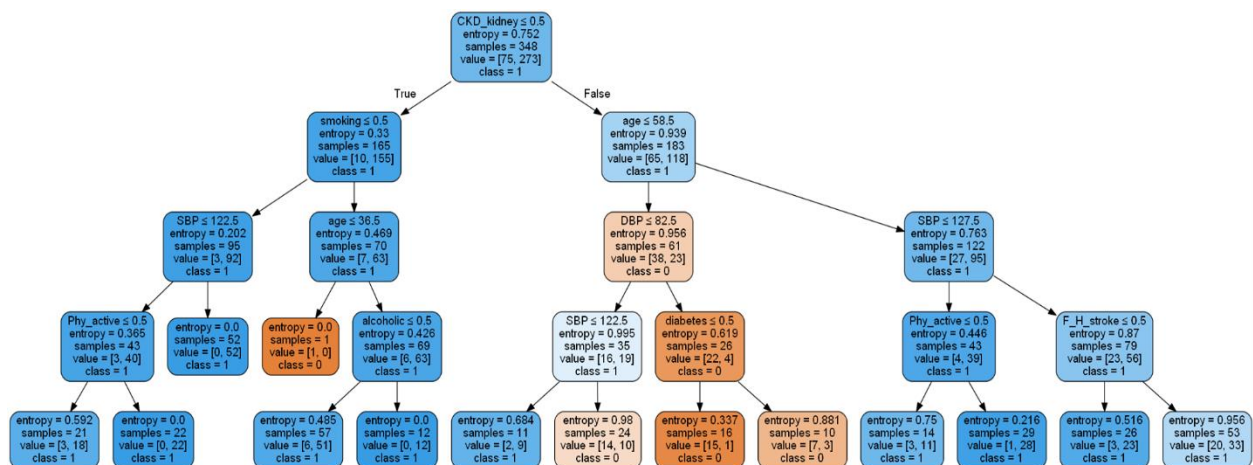 CKD_kidney ≤ 0.5
entropy = 0.752
samples = 348
value = [75, 273]
class = 1
True
False
smoking ≤ 0.5
entropy = 0.33
samples = 165
value = [10, 155]
class = 1
age ≤ 58.5
entropy = 0.939
samples = 183
value = [65, 118]
class = 1
SBP ≤ 122.5
entropy = 0.202
samples = 95
value = [3, 92]
class = 1
age ≤ 36.5
entropy = 0.469
samples = 70
value = [7, 63]
class = 1
DBP ≤ 82.5
entropy = 0.956
samples = 61
value = [38, 23]
class = 0
SBP ≤ 127.5
entropy = 0.763
samples = 122
value = [27, 95]
class = 1
Phy_active ≤ 0.5
entropy = 0.365
samples = 43
value = [3, 40]
class = 1
entropy = 0.0
samples = 52
value = [0, 52]
class = 1
entropy = 0.0
samples = 1
value = [1, 0]
class = 0
alcoholic ≤ 0.5
entropy = 0.426
samples = 69
value = [6, 63]
class = 1
SBP ≤ 122.5
entropy = 0.995
samples = 35
value = [16, 19]
class = 1
diabetes ≤ 0.5
entropy = 0.619
samples = 26
value = [22, 4]
class = 0
Phy_active ≤ 0.5
entropy = 0.446
samples = 43
value = [4, 39]
class = 1
F_H_stroke ≤ 0.5
entropy = 0.87
samples = 79
value = [23, 56]
class = 1
entropy = 0.592
samples = 21
value = [3, 18]
class = 1
entropy = 0.0
samples = 22
value = [0, 22]
class = 1
entropy = 0.485
samples = 57
value = [6, 51]
class = 1
entropy = 0.0
samples = 12
value = [0, 12]
class = 1
entropy = 0.684
samples = 11
value = [2, 9]
class = 1
entropy = 0.98
samples = 24
value = [14, 10]
class = 0
entropy = 0.337
samples = 16
value = [15, 1]
class = 0
entropy = 0.881
samples = 10
value = [7, 3]
class = 0
entropy = 0.75
samples = 14
value = [3, 11]
class = 1
entropy = 0.216
samples = 29
value = [1, 28]
class = 1
entropy = 0.516
samples = 26
value = [3, 23]
class = 1
entropy = 0.956
samples = 53
value = [20, 33]
class = 1